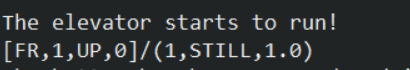 The elevator starts to run!
[FR,1,UP,0]/(1,STILL,1.0)